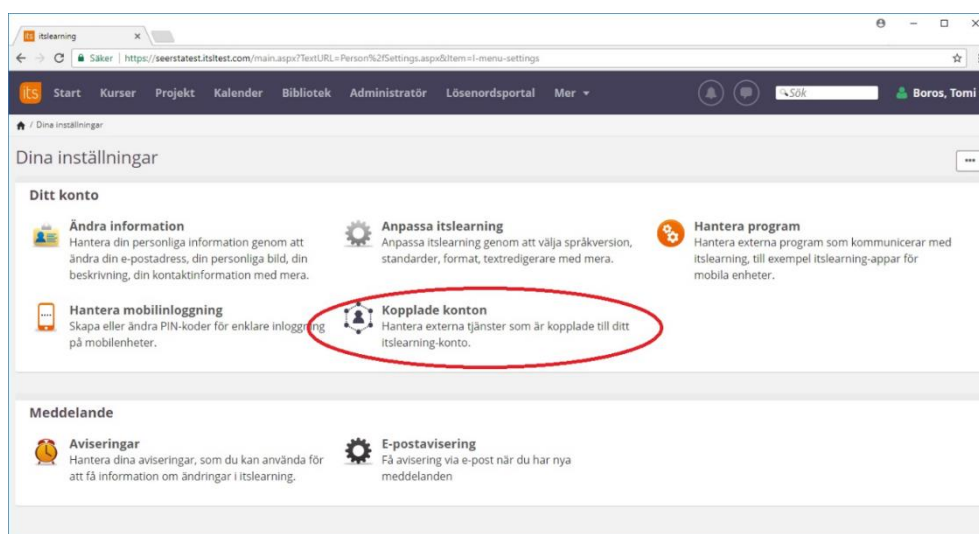 itslearning
Säker | https://seerstatest.itsltest.com/main.aspx?TextURL=Person%2fSettings.aspx&Item=l-menu-settings
its Start Kurser Projekt Kalender Bibliotek Administratör Lösenordsportal Mer Sök Boros, Tomi
/ Dina inställningar
Dina inställningar
Ditt konto
Ändra information
Hantera din personliga information genom att
ändra din e-postadress, din personliga bild, din
beskrivning, din kontaktinformation med mera.
Anpassa itslearning
Anpassa itslearning genom att välja språkversion,
standarder, format, textredigerare med mera.
Hantera program
Hantera externa program som kommunicerar med
itslearning, till exempel itslearning-appar för
mobila enheter.
Hantera mobilinloggning
Skapa eller ändra PIN-koder för enklare inloggning
på mobilenheter.
Kopplade konton
Hantera externa tjänster som är kopplade till ditt
itslearning-konto.
Meddelande
Aviseringar
Hantera dina aviseringar, som du kan använda för
att få information om ändringar i itslearning.
E-postavisering
Få avisering via e-post när du har nya
meddelanden